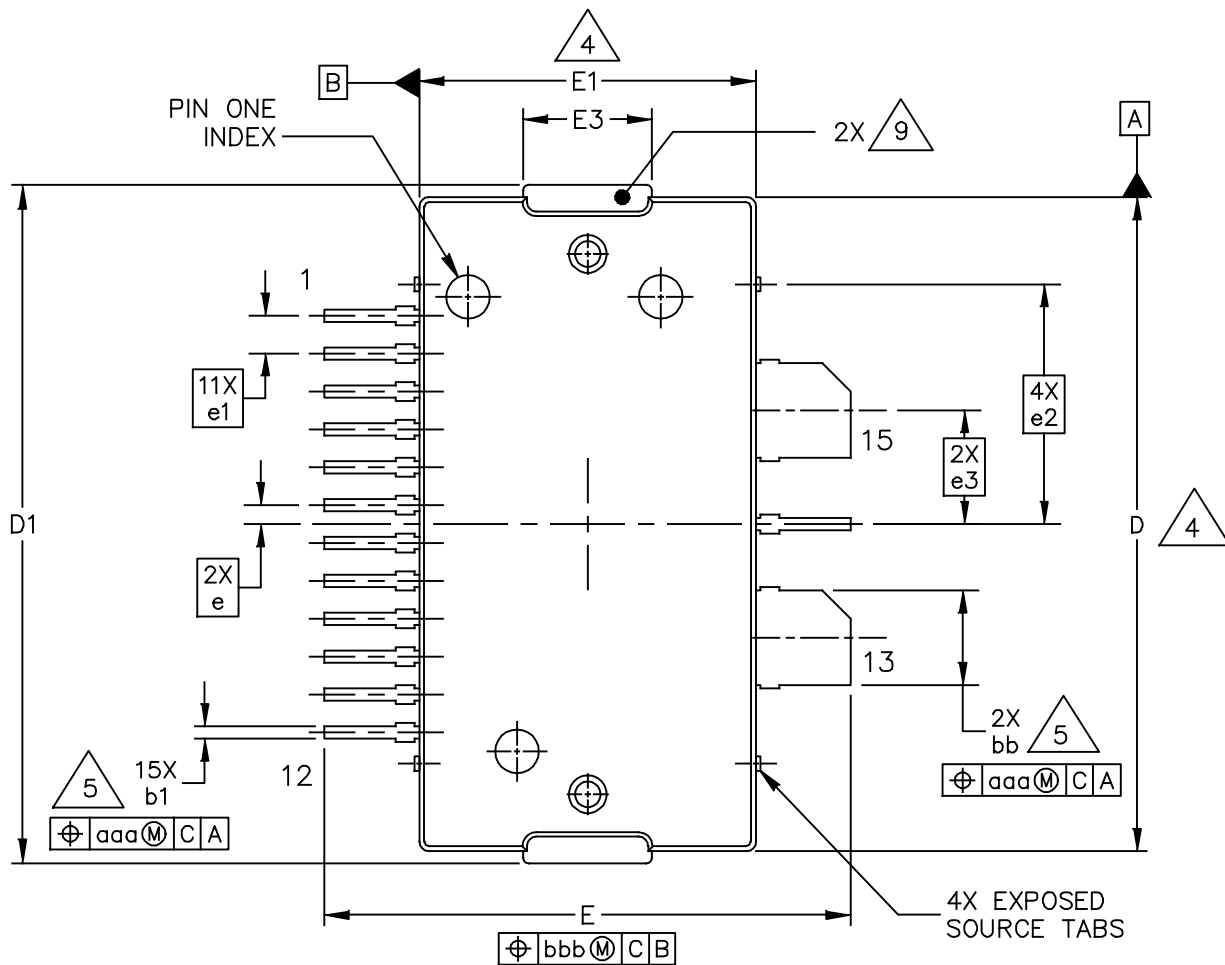 4
B
E1
PIN ONE
INDEX
E3
2X 9
A
1
11X
e1
4X
e2
15
2X
e3
D1
D 4
2X
e
13
2X
bb 5
⌖ aaa Ⓜ C A
5 15X
b1
12
⌖ aaa Ⓜ C A
E
⌖ bbb Ⓜ C B
4X EXPOSED
SOURCE TABS